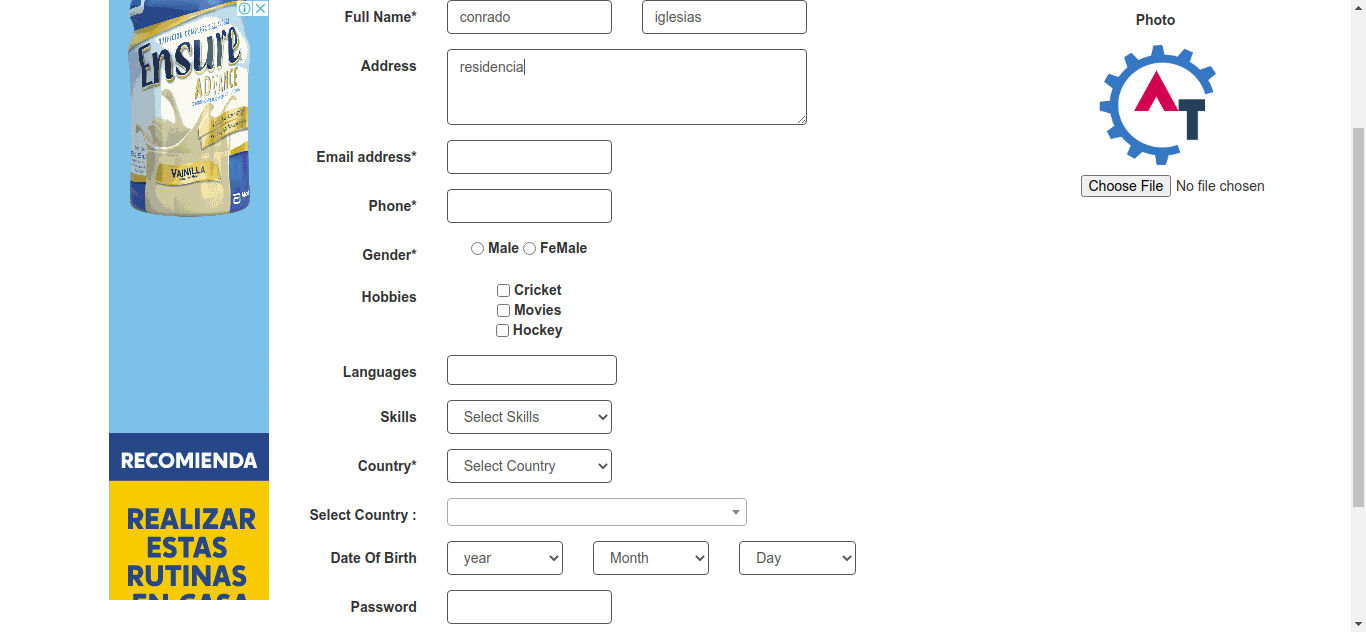 Full Name* conrado iglesias
Photo
Address residencia
Ensure
ADVANCE
VAINILLA
Email address*
Choose File No file chosen
Phone*
Gender* Male FeMale
Hobbies Cricket
Movies
Hockey
Languages
Skills Select Skills
RECOMIENDA
Country* Select Country
Select Country :
REALIZAR
ESTAS
RUTINAS
EN CASA
Date Of Birth year Month Day
Password